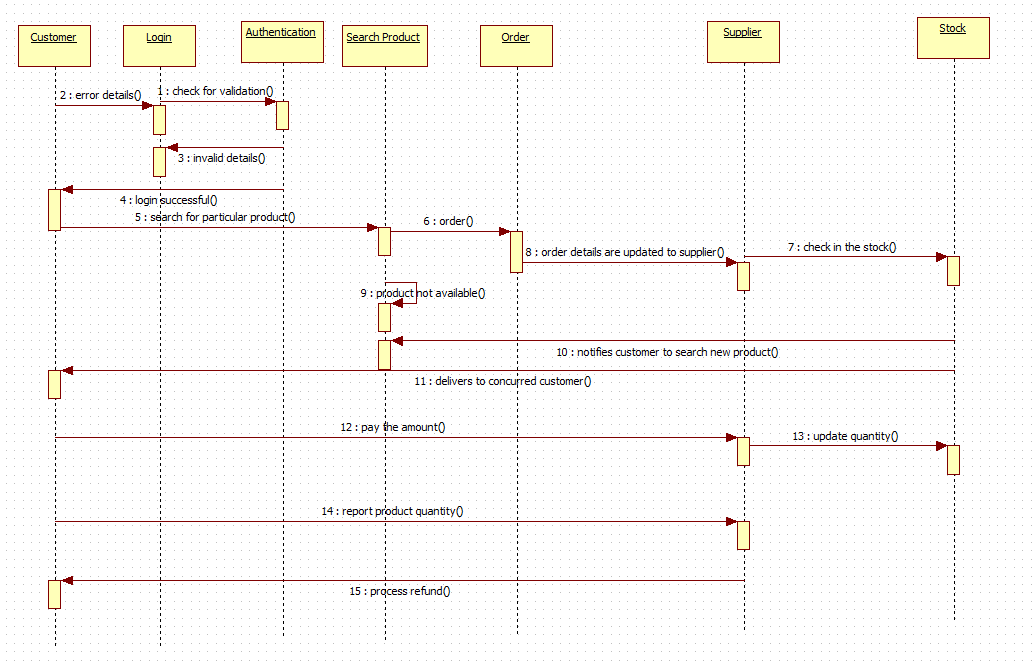 Customer
Login
Authentication
Search Product
Order
Supplier
Stock
2 : error details()
1 : check for validation()
3 : invalid details()
4 : login successful()
5 : search for particular product()
6 : order()
8 : order details are updated to supplier()
7 : check in the stock()
9 : product not available()
10 : notifies customer to search new product()
11 : delivers to concurred customer()
12 : pay the amount()
13 : update quantity()
14 : report product quantity()
15 : process refund()